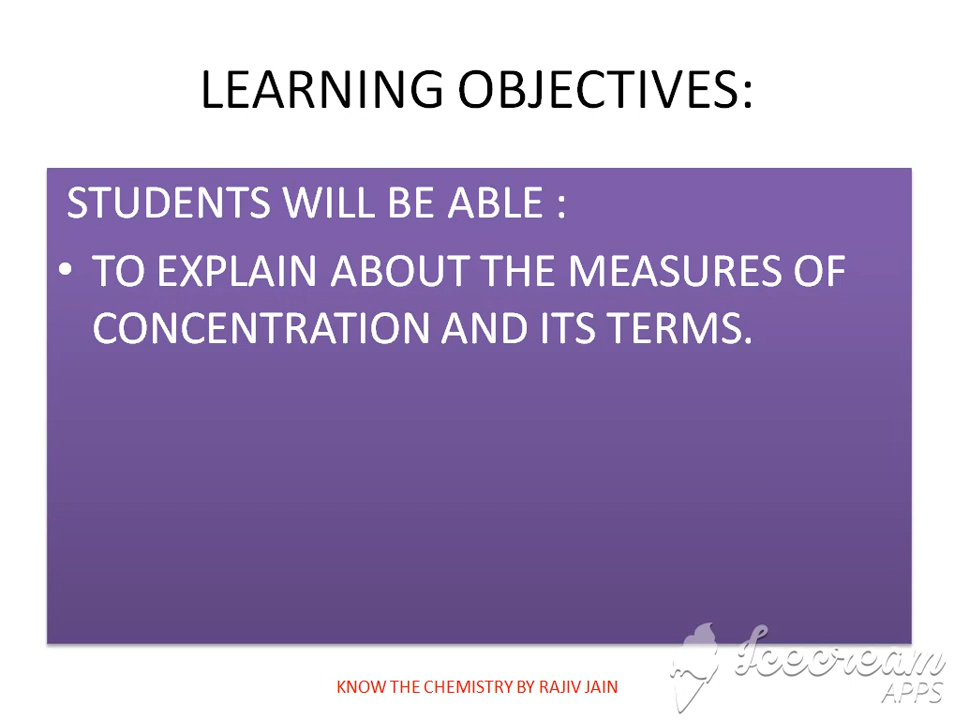 LEARNING OBJECTIVES:
STUDENTS WILL BE ABLE :
• TO EXPLAIN ABOUT THE MEASURES OF
CONCENTRATION AND ITS TERMS.
KNOW THE CHEMISTRY BY RAJIV JAIN
Icecream
APPS